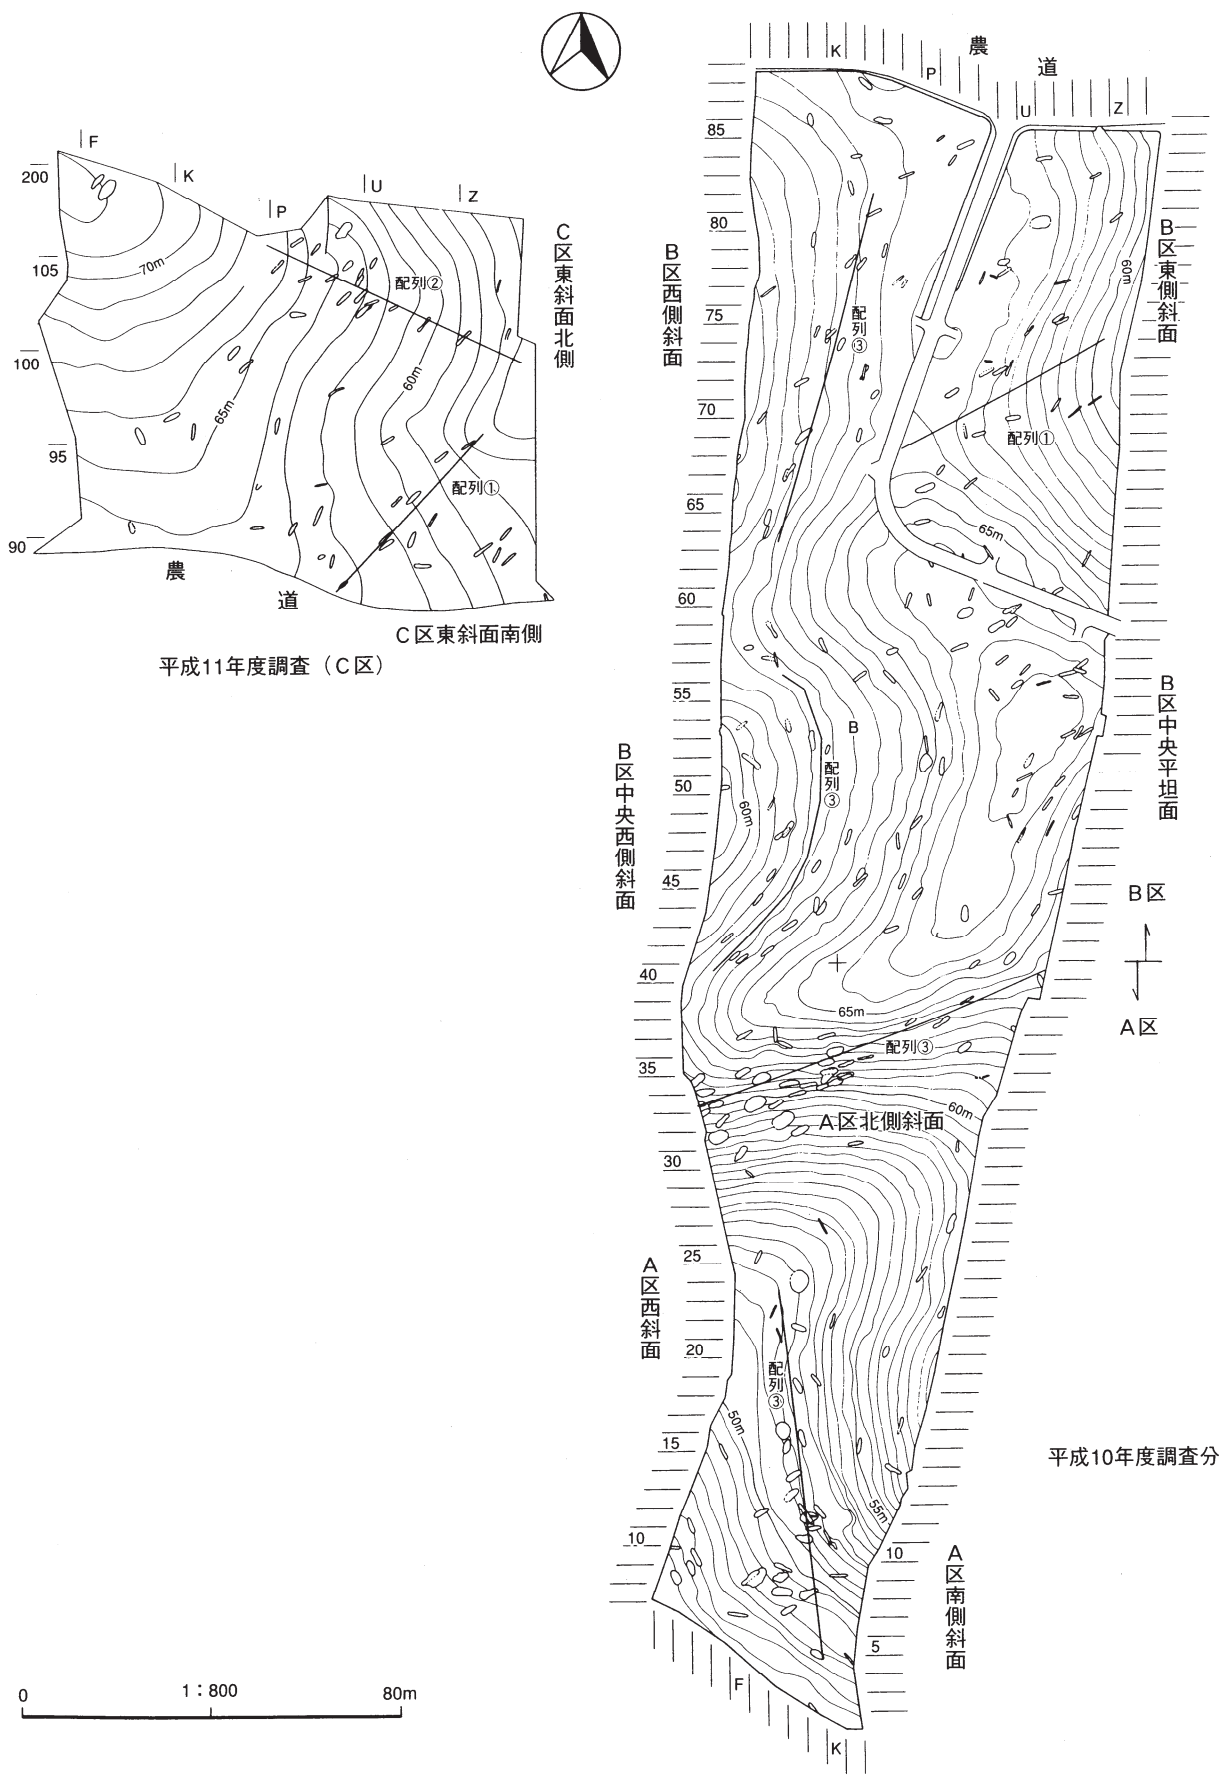 F
K
P
U
Z
200
105
100
95
90
70m
65m
60m
配列②
配列①
C区東斜面北側
農道
C区東斜面南側
平成11年度調査（C区）
K
P
農道
U
Z
85
80
75
70
65
60
55
50
45
40
35
30
25
20
15
10
B区西側斜面
配列③
60m
B区東側斜面
配列①
65m
B区中央平坦面
B
配列③
60m
B区中央西側斜面
B区
A区
65m
配列③
60m
A区北側斜面
A区西斜面
配列③
50m
55m
平成10年度調査分
10
5
A区南側斜面
F
K
0
1：800
80m